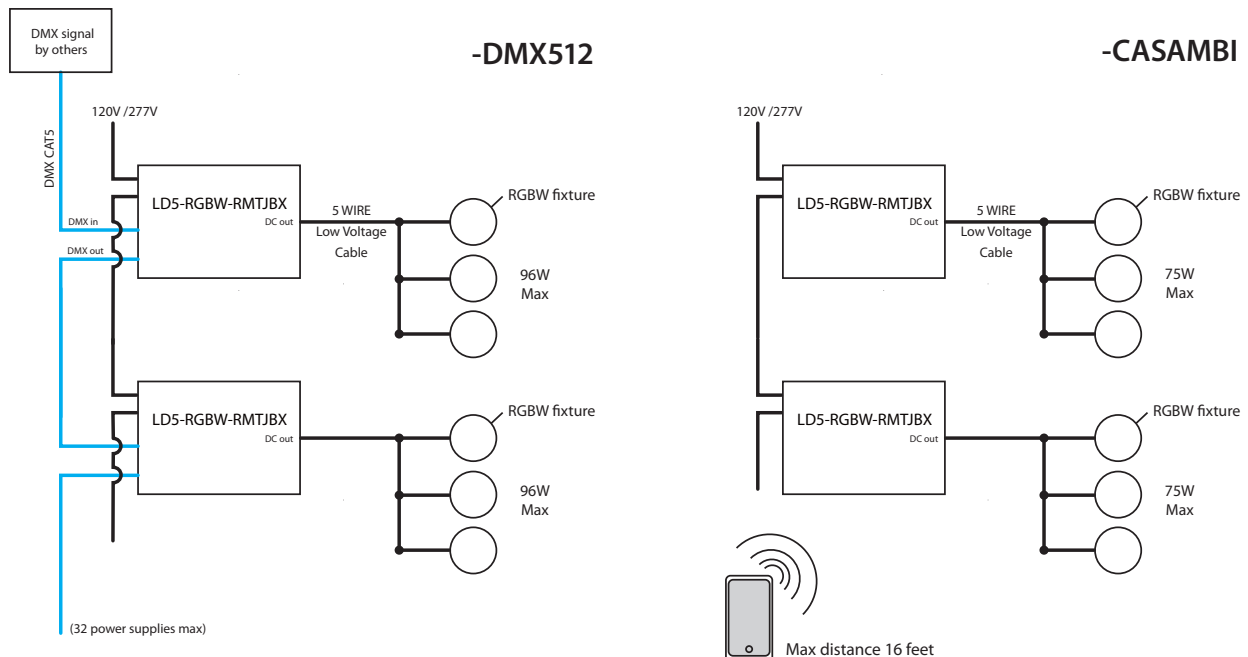 DMX signal
by others
-DMX512
120V /277V
DMX CAT5
LD5-RGBW-RMTJBX
DC out
DMX in
DMX out
5 WIRE
Low Voltage
Cable
RGBW fixture
96W
Max
LD5-RGBW-RMTJBX
DC out
RGBW fixture
96W
Max
(32 power supplies max)
-CASAMBI
120V /277V
LD5-RGBW-RMTJBX
DC out
5 WIRE
Low Voltage
Cable
RGBW fixture
75W
Max
LD5-RGBW-RMTJBX
DC out
RGBW fixture
75W
Max
Max distance 16 feet